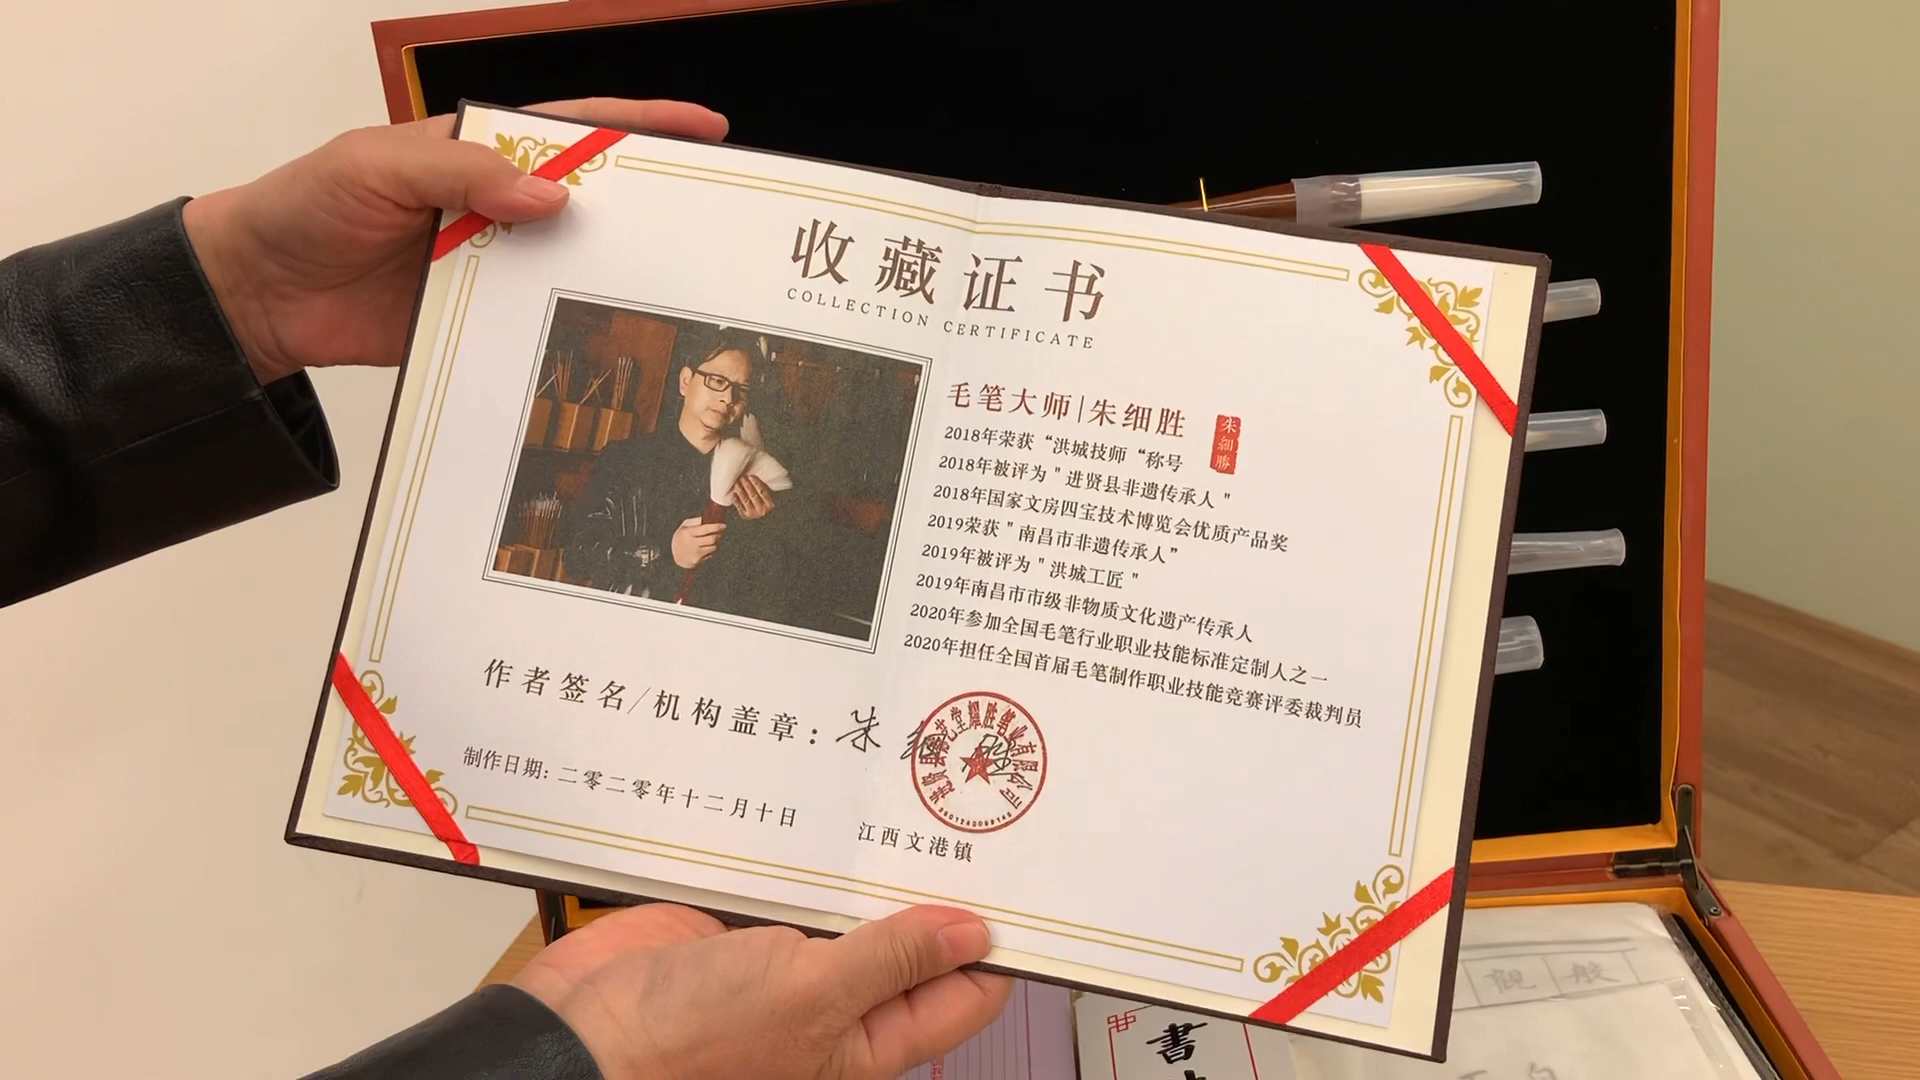 收藏证书
COLLECTION CERTIFICATE
毛笔大师|朱细胜
朱细勝
2018年荣获“洪城技师“称号
2018年被评为"进贤县非遗传承人"
2018年国家文房四宝技术博览会优质产品奖
2019荣获"南昌市非遗传承人”
2019年被评为"洪城工匠"
2019年南昌市市级非物质文化遗产传承人
2020年参加全国毛笔行业职业技能标准定制人之一
2020年担任全国首届毛笔制作职业技能竞赛评委裁判员
作者签名/机构盖章：朱细胜
制作日期：二零二零年十二月十日
江西文港镇
觀 般
書